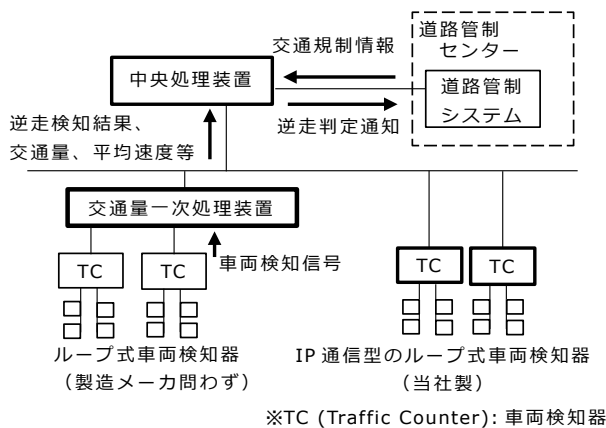 道路管制
センター
交通規制情報
中央処理装置
道路管制
システム
逆走検知結果、
交通量、平均速度等
逆走判定通知
交通量一次処理装置
車両検知信号
TC
TC
TC
TC
ループ式車両検知器
（製造メーカ問わず）
IP 通信型のループ式車両検知器
（当社製）
※TC (Traffic Counter): 車両検知器